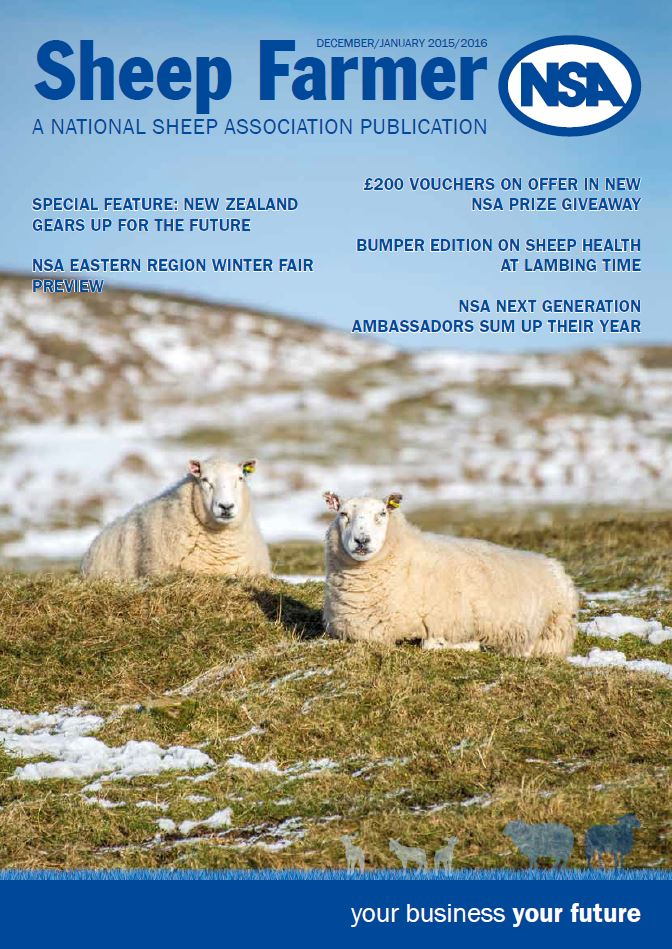 DECEMBER/JANUARY 2015/2016
Sheep Farmer
NSA
A NATIONAL SHEEP ASSOCIATION PUBLICATION
SPECIAL FEATURE: NEW ZEALAND
GEARS UP FOR THE FUTURE
NSA EASTERN REGION WINTER FAIR
PREVIEW
£200 VOUCHERS ON OFFER IN NEW
NSA PRIZE GIVEAWAY
BUMPER EDITION ON SHEEP HEALTH
AT LAMBING TIME
NSA NEXT GENERATION
AMBASSADORS SUM UP THEIR YEAR
your business your future